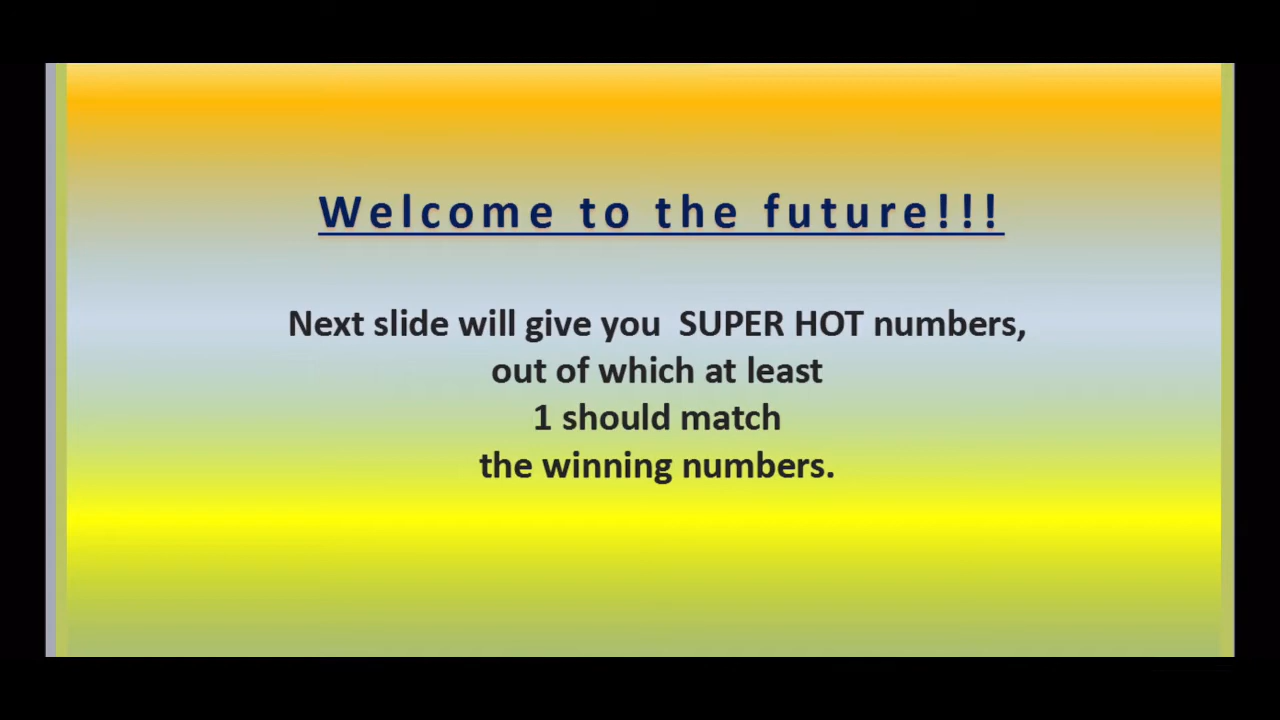 Welcome to the future!!!
Next slide will give you  SUPER HOT numbers,
out of which at least
1 should match
the winning numbers.